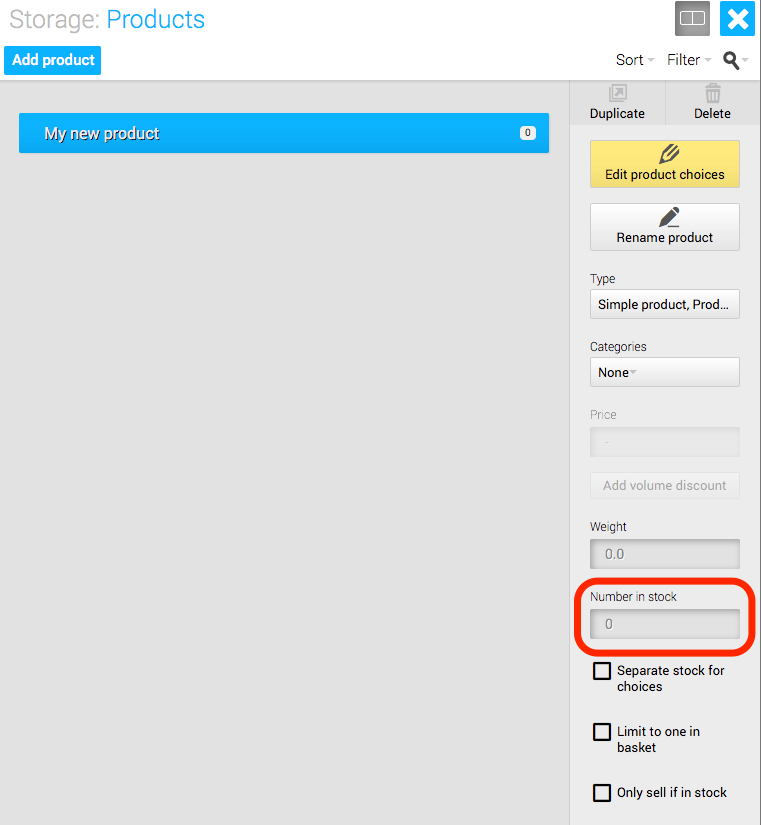 Storage: Products
Add product
Sort
Filter
My new product
0
Duplicate
Delete
Edit product choices
Rename product
Type
Simple product, Prod...
Categories
None
Price
-
Add volume discount
Weight
0.0
Number in stock
0
Separate stock for
choices
Limit to one in
basket
Only sell if in stock